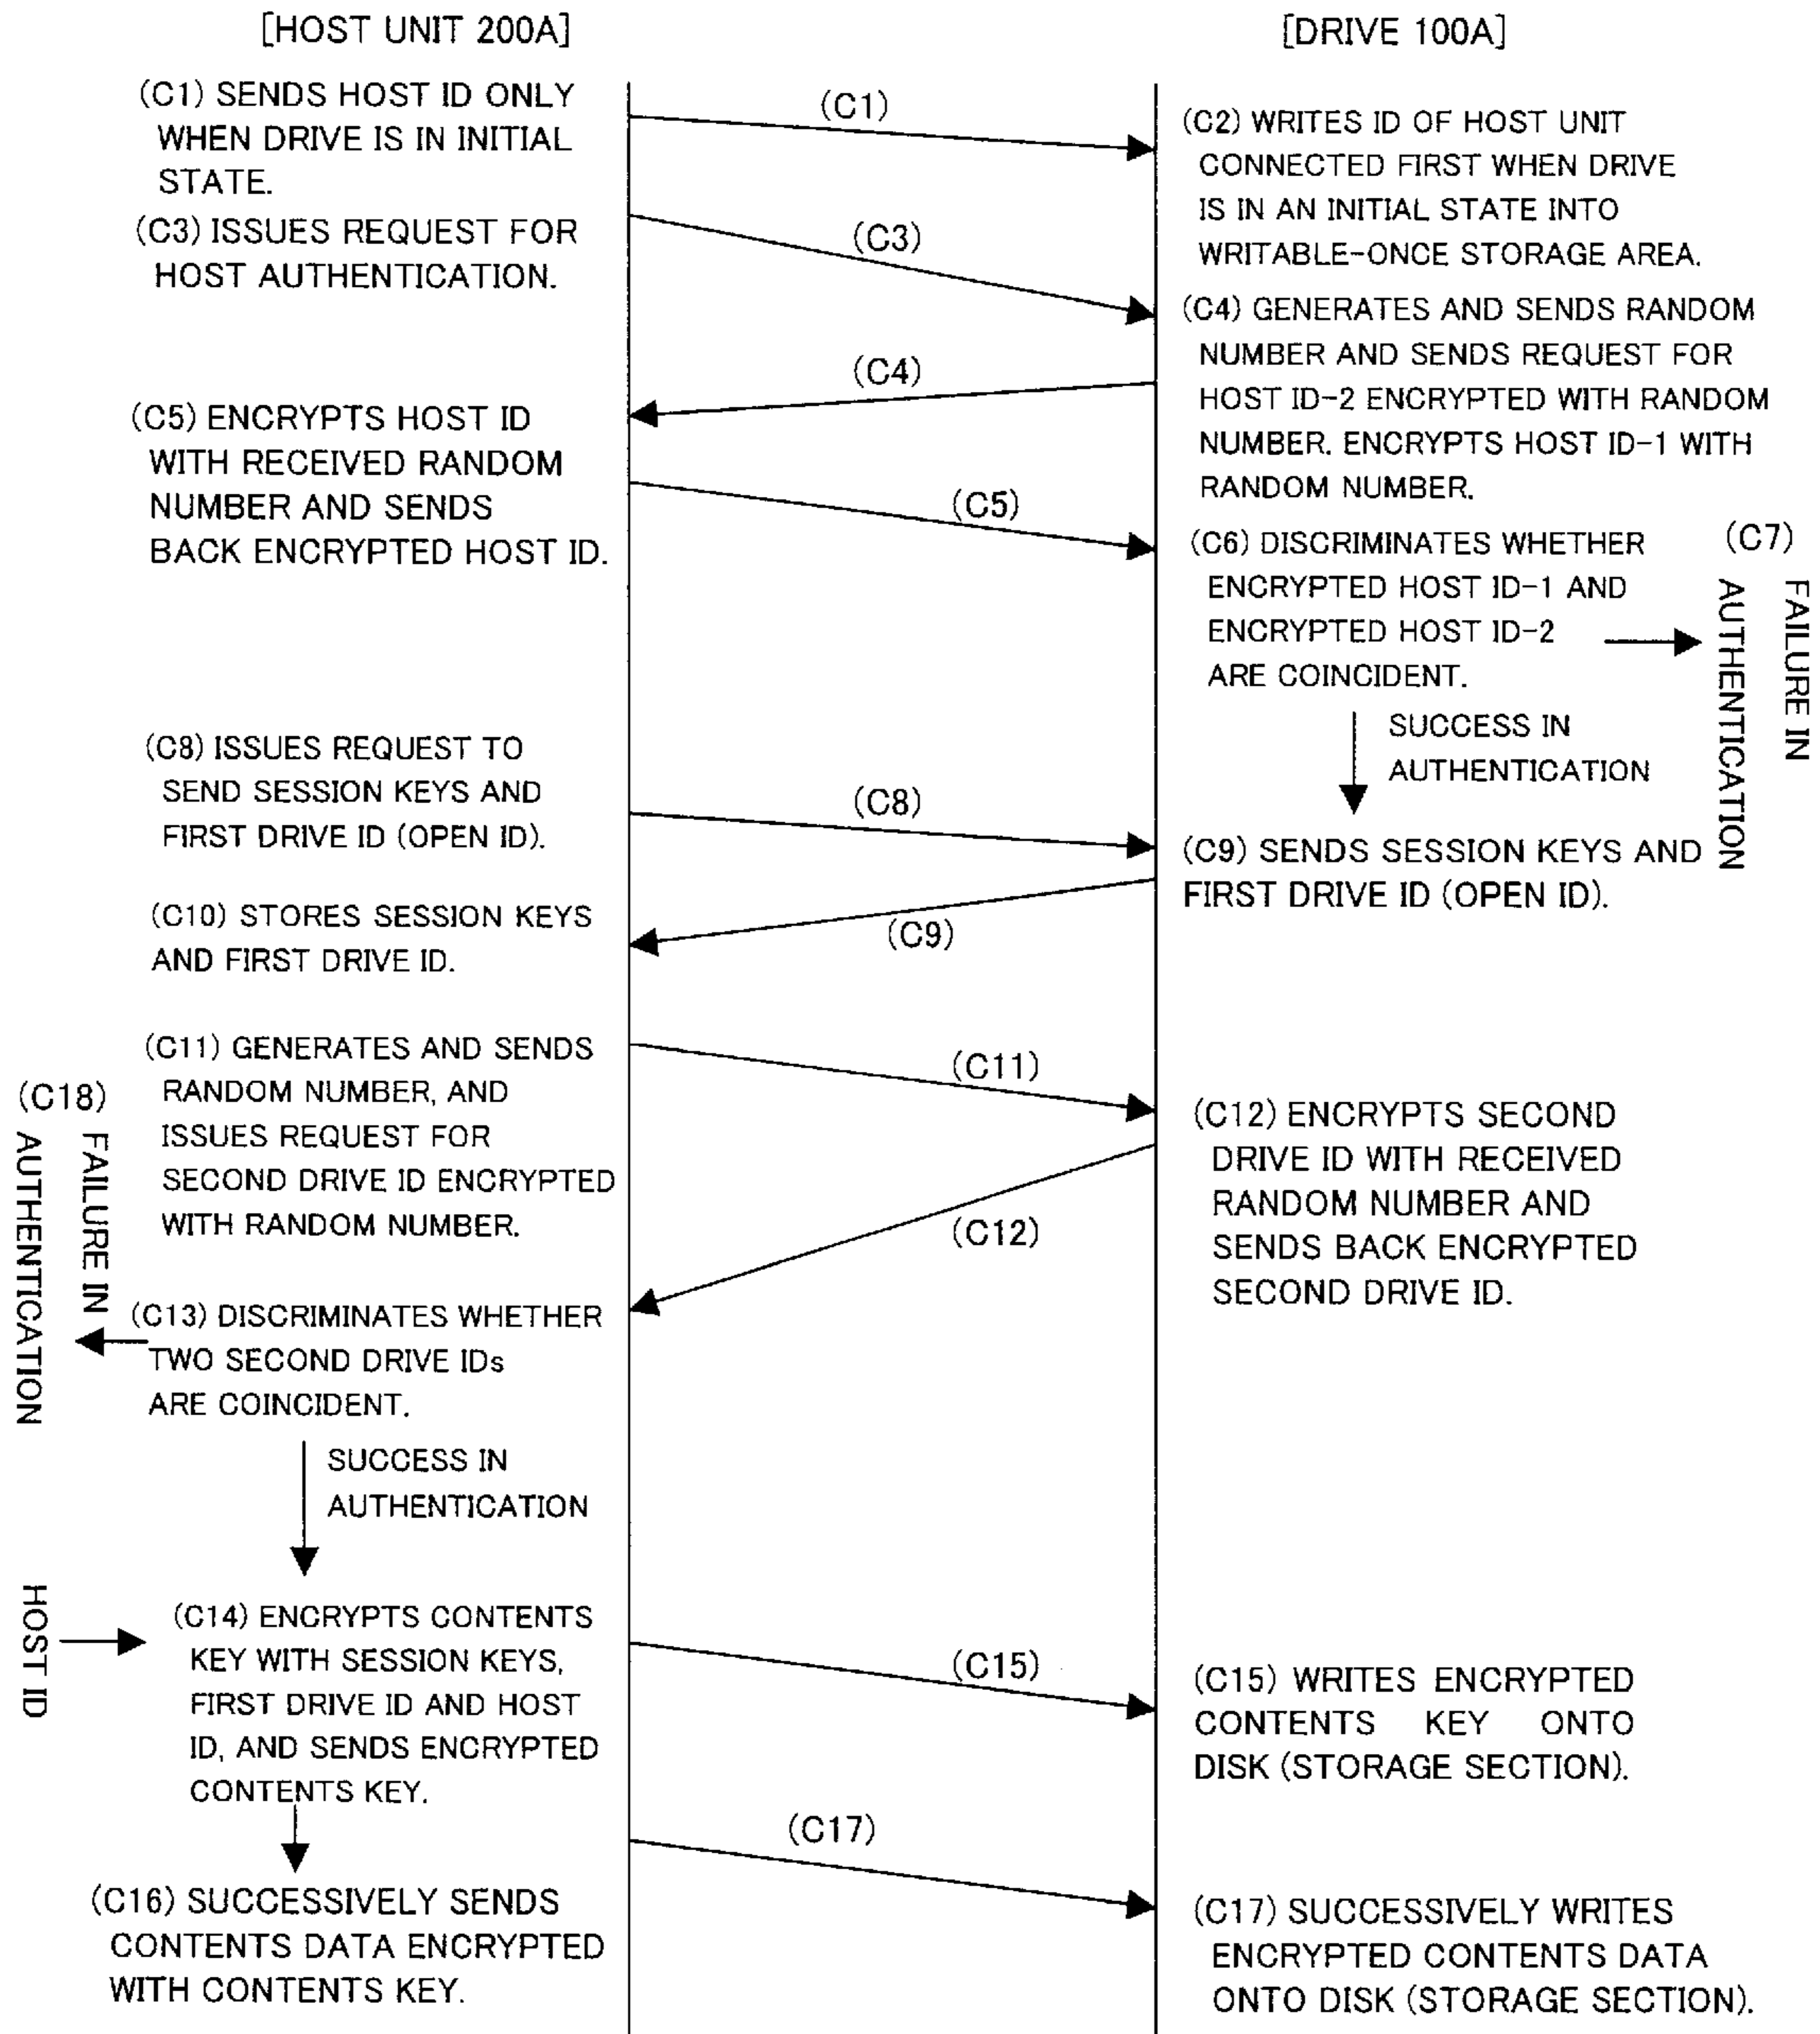 [HOST UNIT 200A]
[DRIVE 100A]
(C1) SENDS HOST ID ONLY
WHEN DRIVE IS IN INITIAL
STATE.
(C1)
(C2) WRITES ID OF HOST UNIT
CONNECTED FIRST WHEN DRIVE
IS IN AN INITIAL STATE INTO
WRITABLE-ONCE STORAGE AREA.
(C3) ISSUES REQUEST FOR
HOST AUTHENTICATION.
(C3)
(C4) GENERATES AND SENDS RANDOM
NUMBER AND SENDS REQUEST FOR
HOST ID-2 ENCRYPTED WITH RANDOM
NUMBER. ENCRYPTS HOST ID-1 WITH
RANDOM NUMBER.
(C4)
(C5) ENCRYPTS HOST ID
WITH RECEIVED RANDOM
NUMBER AND SENDS
BACK ENCRYPTED HOST ID.
(C5)
(C6) DISCRIMINATES WHETHER
ENCRYPTED HOST ID-1 AND
ENCRYPTED HOST ID-2
ARE COINCIDENT.
(C7)
FAILURE IN
AUTHENTICATION
SUCCESS IN
AUTHENTICATION
(C8) ISSUES REQUEST TO
SEND SESSION KEYS AND
FIRST DRIVE ID (OPEN ID).
(C8)
(C9) SENDS SESSION KEYS AND
FIRST DRIVE ID (OPEN ID).
(C9)
(C10) STORES SESSION KEYS
AND FIRST DRIVE ID.
(C11) GENERATES AND SENDS
RANDOM NUMBER, AND
ISSUES REQUEST FOR
SECOND DRIVE ID ENCRYPTED
WITH RANDOM NUMBER.
(C11)
(C12) ENCRYPTS SECOND
DRIVE ID WITH RECEIVED
RANDOM NUMBER AND
SENDS BACK ENCRYPTED
SECOND DRIVE ID.
(C12)
(C18)
FAILURE IN
AUTHENTICATION
(C13) DISCRIMINATES WHETHER
TWO SECOND DRIVE IDs
ARE COINCIDENT.
SUCCESS IN
AUTHENTICATION
HOST ID
(C14) ENCRYPTS CONTENTS
KEY WITH SESSION KEYS,
FIRST DRIVE ID AND HOST
ID, AND SENDS ENCRYPTED
CONTENTS KEY.
(C15)
(C15) WRITES ENCRYPTED
CONTENTS KEY ONTO
DISK (STORAGE SECTION).
(C16) SUCCESSIVELY SENDS
CONTENTS DATA ENCRYPTED
WITH CONTENTS KEY.
(C17)
(C17) SUCCESSIVELY WRITES
ENCRYPTED CONTENTS DATA
ONTO DISK (STORAGE SECTION).